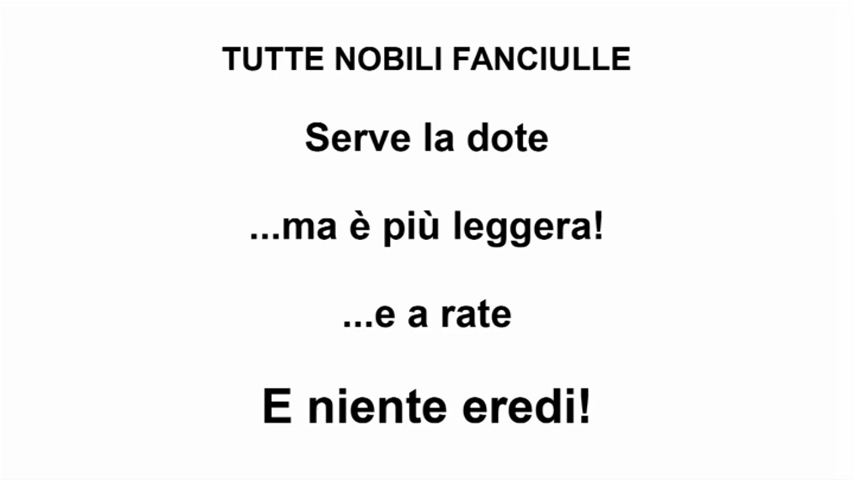 TUTTE NOBILI FANCIULLE
Serve la dote
...ma è più leggera!
...e a rate
E niente eredi!